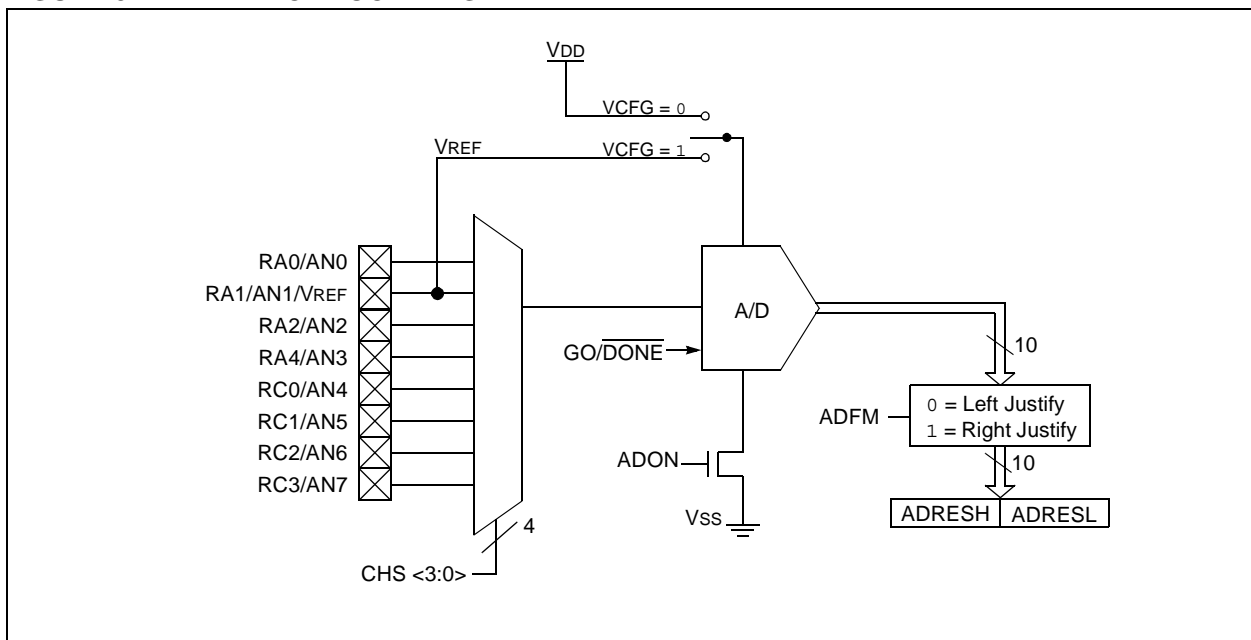 VDD
VCFG = 0
VREF
VCFG = 1
RA0/AN0
RA1/AN1/VREF
RA2/AN2
RA4/AN3
RC0/AN4
RC1/AN5
RC2/AN6
RC3/AN7
A/D
GO/DONE
10
ADFM
0 = Left Justify
1 = Right Justify
10
ADON
VSS
ADRESH ADRESL
4
CHS <3:0>